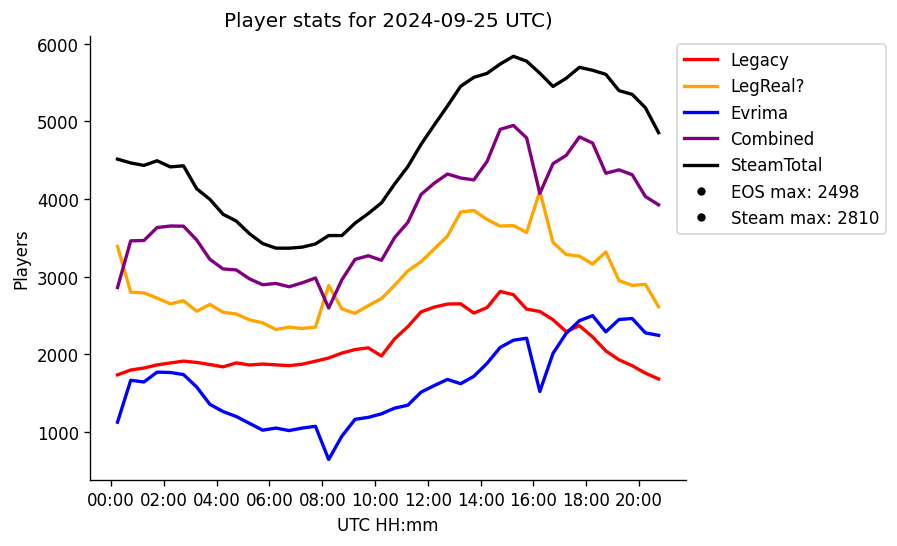 Player stats for 2024-09-25 UTC)
6000
5000
4000
3000
2000
1000
Players
00:00 02:00 04:00 06:00 08:00 10:00 12:00 14:00 16:00 18:00 20:00
UTC HH:mm
Legacy
LegReal?
Evrima
Combined
SteamTotal
EOS max: 2498
Steam max: 2810